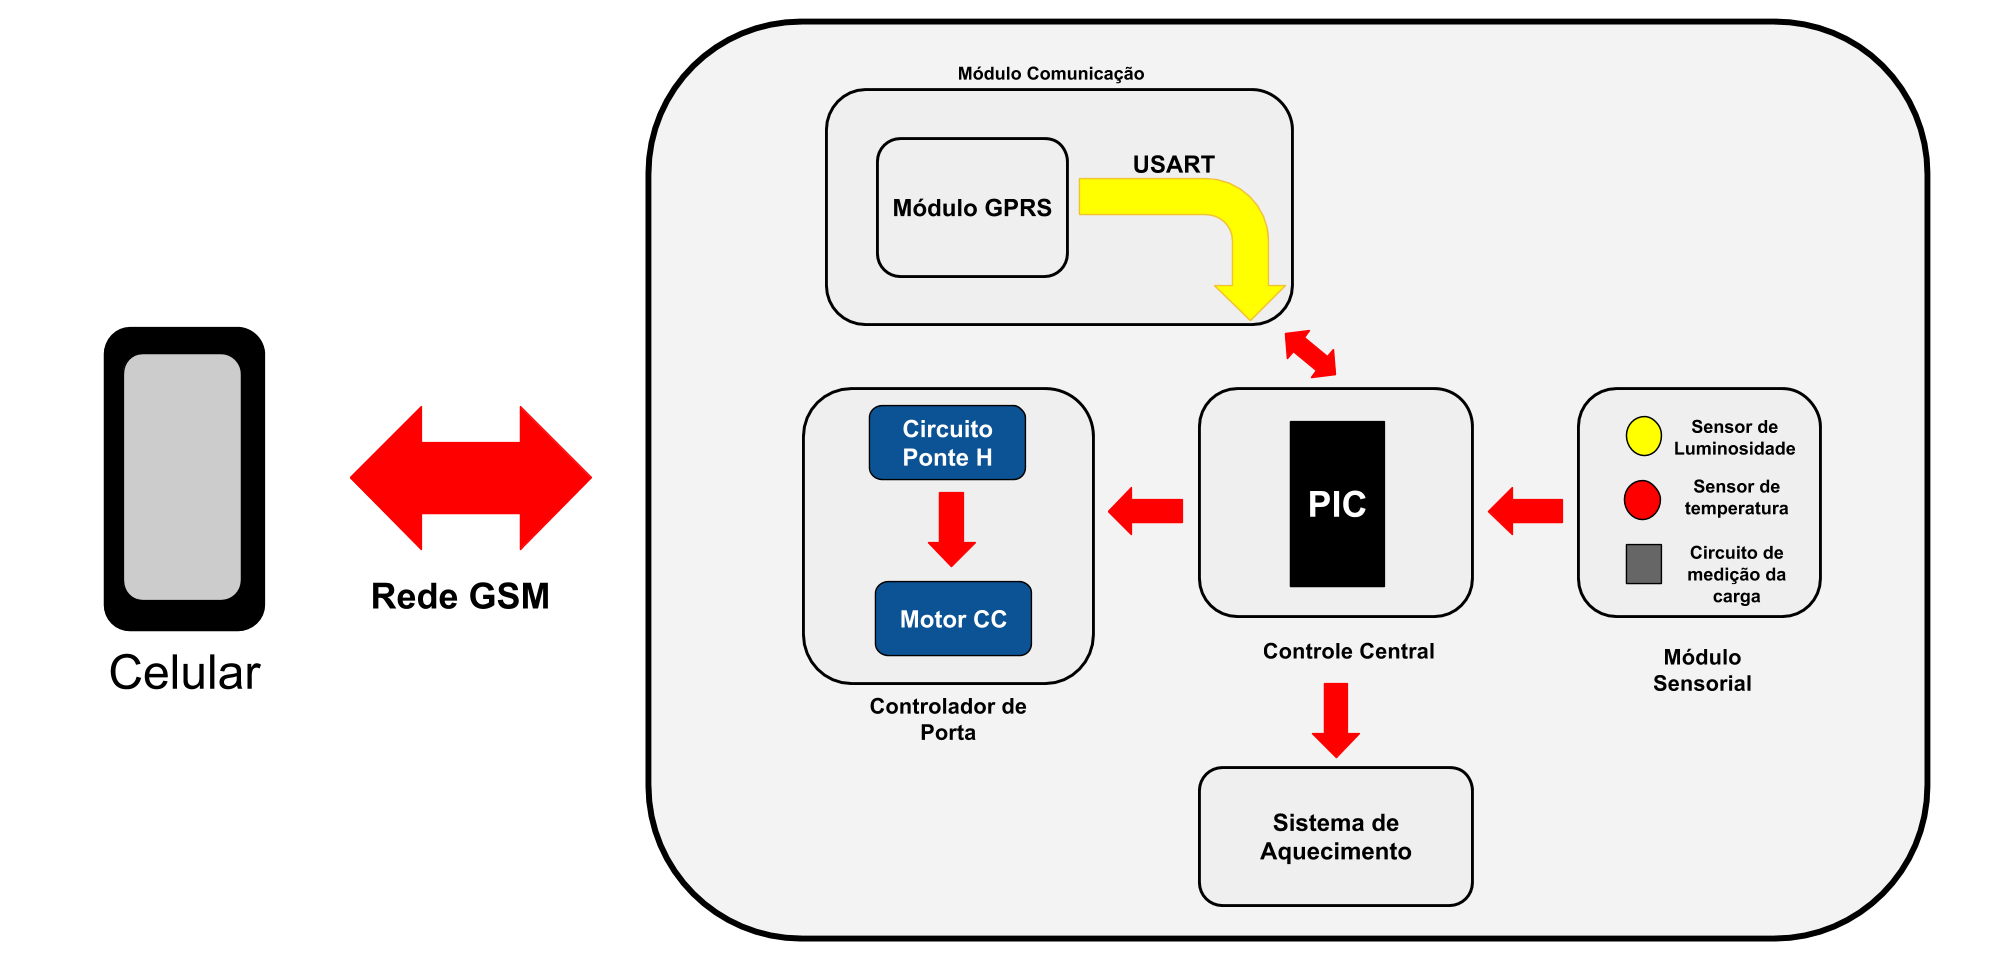 Módulo Comunicação
USART
Módulo GPRS
Circuito
Ponte H
Motor CC
Controlador de
Porta
PIC
Controle Central
Sensor de
Luminosidade
Sensor de
temperatura
Circuito de
medição da
carga
Módulo
Sensorial
Sistema de
Aquecimento
Rede GSM
Celular